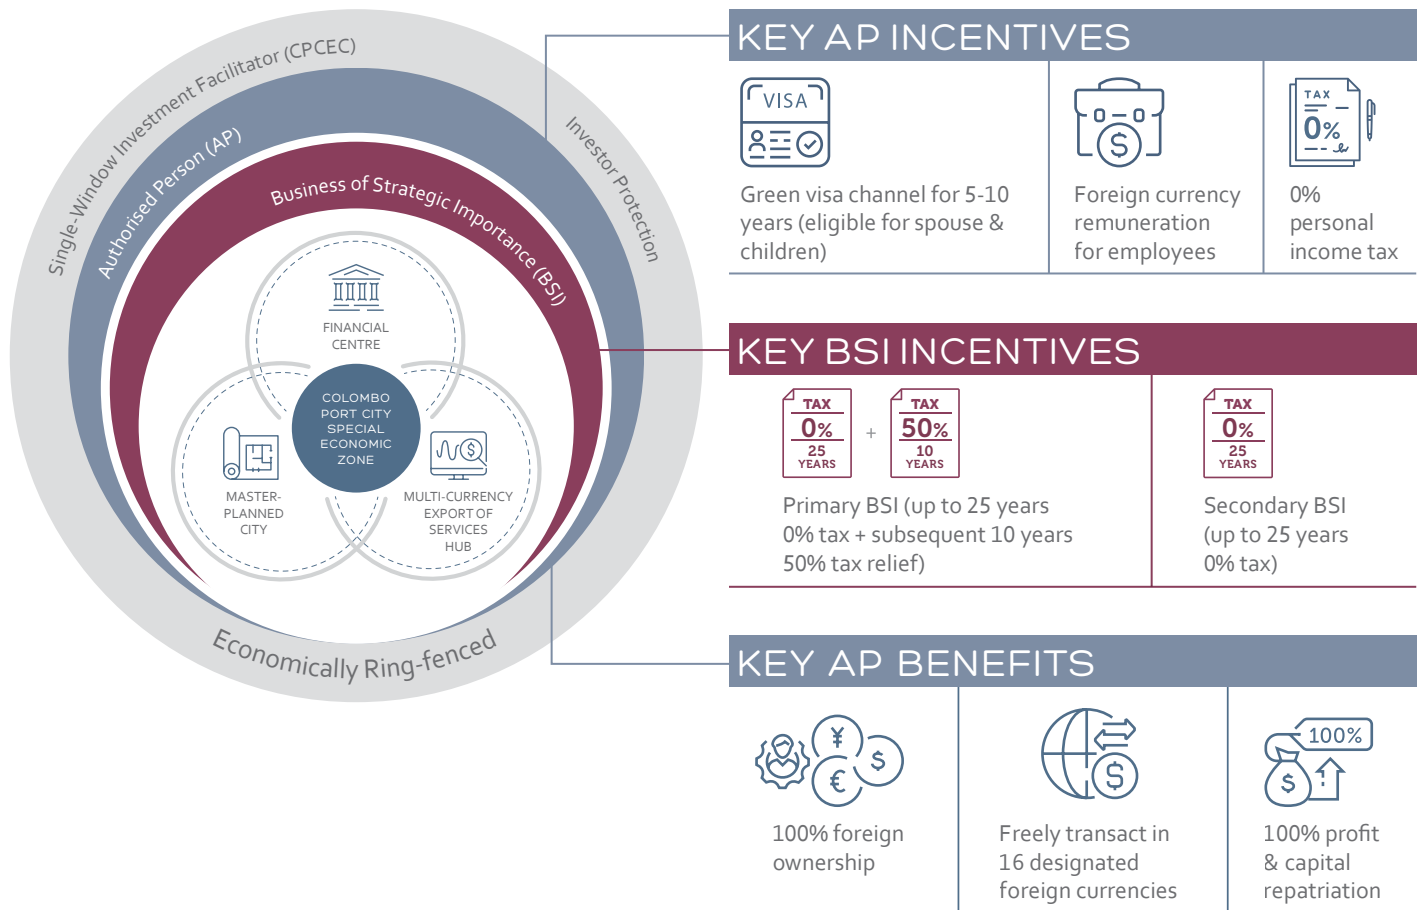 Single-Window Investment Facilitator (CPCEC)
Investor Protection
Authorised Person (AP)
Business of Strategic Importance (BSI)
FINANCIAL
CENTRE
COLOMBO
PORT CITY
SPECIAL
ECONOMIC
ZONE
MASTER-
PLANNED
CITY
MULTI-CURRENCY
EXPORT OF
SERVICES
HUB
Economically Ring-fenced
KEY AP INCENTIVES
VISA
Green visa channel for 5-10
years (eligible for spouse &
children)
$
Foreign currency
remuneration
for employees
TAX
0%
0%
personal
income tax
KEY BSI INCENTIVES
TAX
0%
25
YEARS
+
TAX
50%
10
YEARS
Primary BSI (up to 25 years
0% tax + subsequent 10 years
50% tax relief)
TAX
0%
25
YEARS
Secondary BSI
(up to 25 years
0% tax)
KEY AP BENEFITS
¥
$
€
100% foreign
ownership
$
Freely transact in
16 designated
foreign currencies
100%
$
100% profit
& capital
repatriation